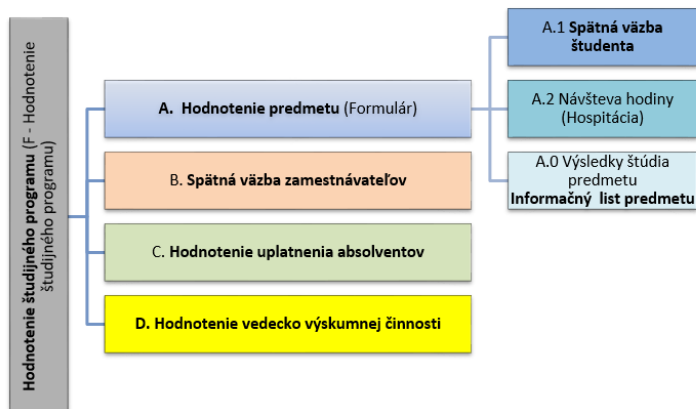 Hodnotenie študijného programu (F - Hodnotenie
študijného programu)
A. Hodnotenie predmetu (Formulár)
B. Spätná väzba zamestnávateľov
C. Hodnotenie uplatnenia absolventov
D. Hodnotenie vedecko výskumnej činnosti
A.1 Spätná väzba
študenta
A.2 Návšteva hodiny
(Hospitácia)
A.0 Výsledky štúdia
predmetu
Informačný list predmetu